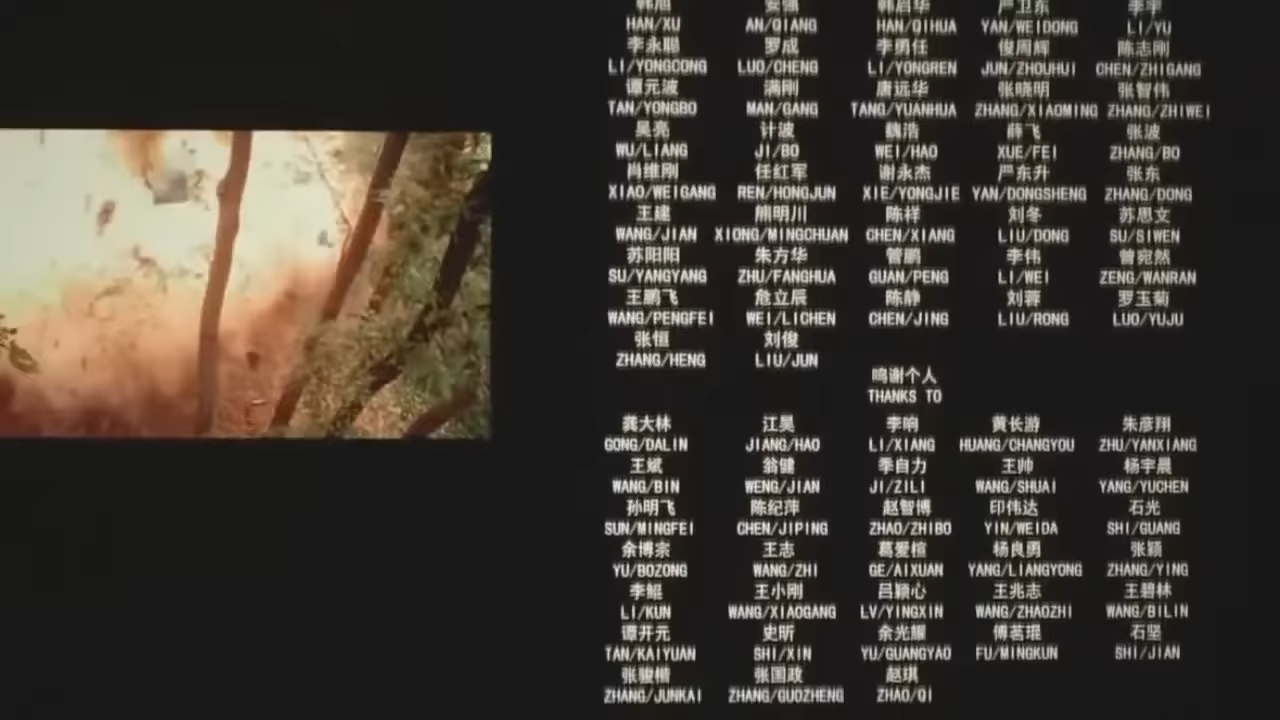 韩旭 安强 韩启华 严卫东 李宇
HAN/XU AN/QIANG HAN/QIHUA YAN/WEIDONG LI/YU
李永聪 罗成 李勇任 俊周辉 陈志刚
LI/YONGCONG LUO/CHENG LI/YONGREN JUN/ZHOUHUI CHEN/ZHIGANG
谭元波 满刚 唐远华 张晓明 张智伟
TAN/YONGBO MAN/GANG TANG/YUANHUA ZHANG/XIAOMING ZHANG/ZHIWEI
吴亮 计波 魏浩 薛飞 张波
WU/LIANG JI/BO WEI/HAO XUE/FEI ZHANG/BO
肖维刚 任红军 谢永杰 严东升 张东
XIAO/WEIGANG REN/HONGJUN XIE/YONGJIE YAN/DONGSHENG ZHANG/DONG
王建 熊明川 陈祥 刘冬 苏思文
WANG/JIAN XIONG/MINGCHUAN CHEN/XIANG LIU/DONG SU/SIWEN
苏阳阳 朱方华 管鹏 李伟 曾宛然
SU/YANGYANG ZHU/FANGHUA GUAN/PENG LI/WEI ZENG/WANRAN
王鹏飞 危立辰 陈静 刘蓉 罗玉菊
WANG/PENGFEI WEI/LICHEN CHEN/JING LIU/RONG LUO/YUJU
张恒 刘俊
ZHANG/HENG LIU/JUN
鸣谢个人
THANKS TO
龚大林 江昊 李响 黄长游 朱彦翔
GONG/DALIN JIANG/HAO LI/XIANG HUANG/CHANGYOU ZHU/YANXIANG
王斌 翁健 季自力 王帅 杨宇晨
WANG/BIN WENG/JIAN JI/ZILI WANG/SHUAI YANG/YUCHEN
孙明飞 陈纪萍 赵智博 印伟达 石光
SUN/MINGFEI CHEN/JIPING ZHAO/ZHIBO YIN/WEIDA SHI/GUANG
余博宗 王志 葛爱楦 杨良勇 张颖
YU/BOZONG WANG/ZHI GE/AIXUAN YANG/LIANGYONG ZHANG/YING
李鲲 王小刚 吕颖心 王兆志 王碧林
LI/KUN WANG/XIAOGANG LV/YINGXIN WANG/ZHAOZHI WANG/BILIN
谭开元 史昕 余光耀 傅茗琨 石坚
TAN/KAIYUAN SHI/XIN YU/GUANGYAO FU/MINGKUN SHI/JIAN
张骏楷 张国政 赵琪
ZHANG/JUNKAI ZHANG/GUOZHENG ZHAO/QI